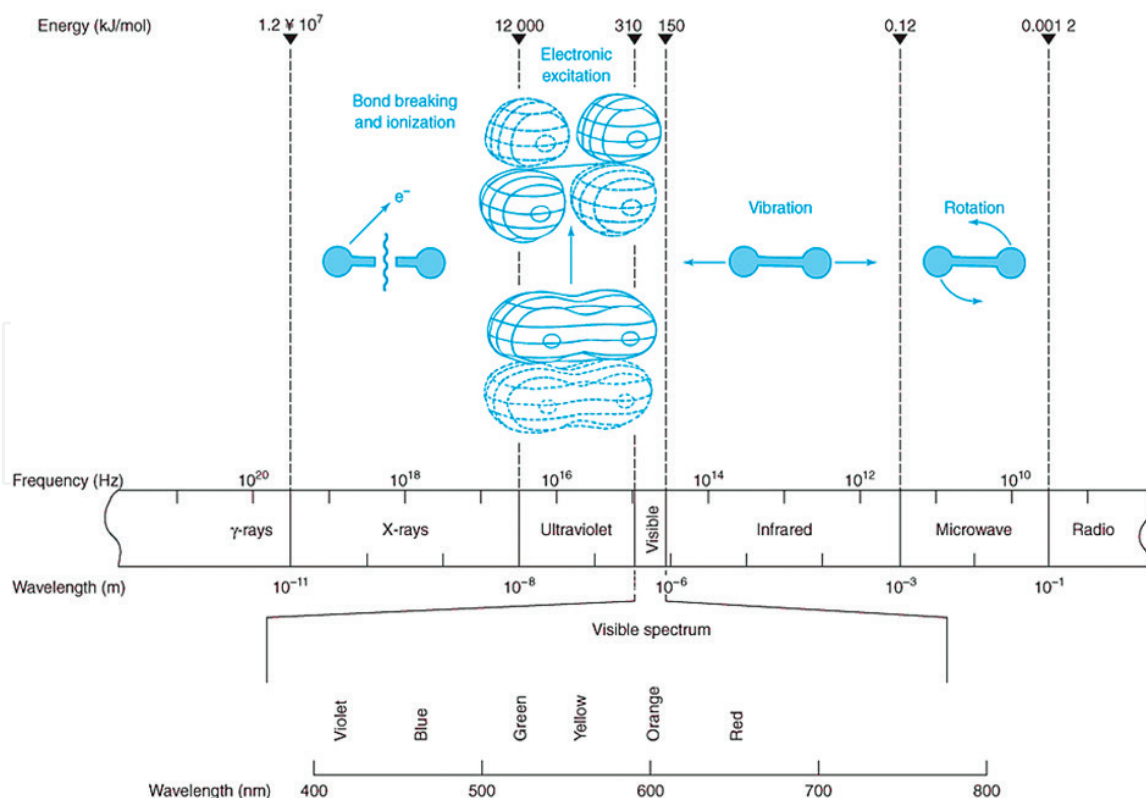 Energy (kJ/mol) 1.2 ¥ 10⁷ 12 000 310 150 0.12 0.001 2
Electronic
excitation
Bond breaking
and ionization
e⁻
Vibration
Rotation
Frequency (Hz) 10²⁰ 10¹⁸ 10¹⁶ 10¹⁴ 10¹² 10¹⁰
γ-rays X-rays Ultraviolet Visible Infrared Microwave Radio
Wavelength (m) 10⁻¹¹ 10⁻⁸ 10⁻⁶ 10⁻³ 10⁻¹
Visible spectrum
Violet Blue Green Yellow Orange Red
Wavelength (nm) 400 500 600 700 800